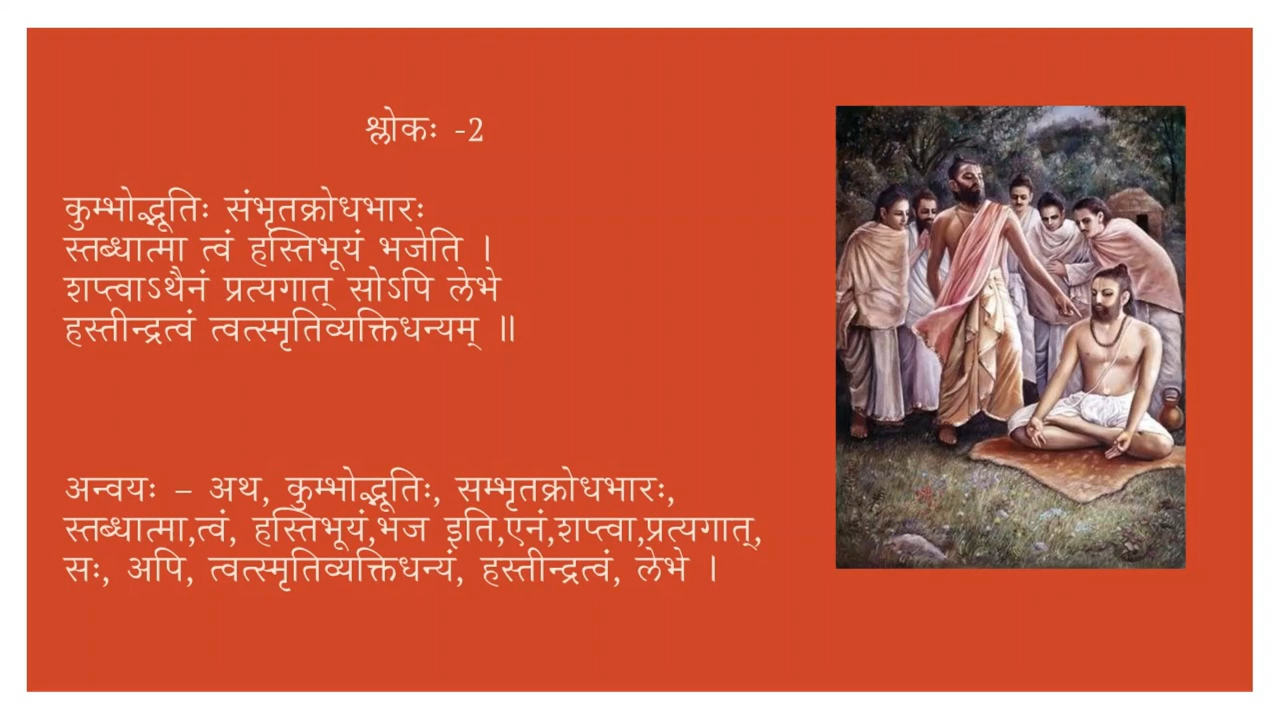 श्लोकः -2
कुम्भोद्भूतिः संभृतक्रोधभारः
स्तब्धात्मा त्वं हस्तिभूयं भजेति ।
शप्त्वाऽथैनं प्रत्यगात् सोऽपि लेभे
हस्तीन्द्रत्वं त्वत्स्मृतिव्यक्तिधन्यम् ॥
अन्वयः – अथ, कुम्भोद्भूतिः, सम्भृतक्रोधभारः,
स्तब्धात्मा,त्वं, हस्तिभूयं,भज इति,एनं,शप्त्वा,प्रत्यगात्,
सः, अपि, त्वत्स्मृतिव्यक्तिधन्यं, हस्तीन्द्रत्वं, लेभे ।